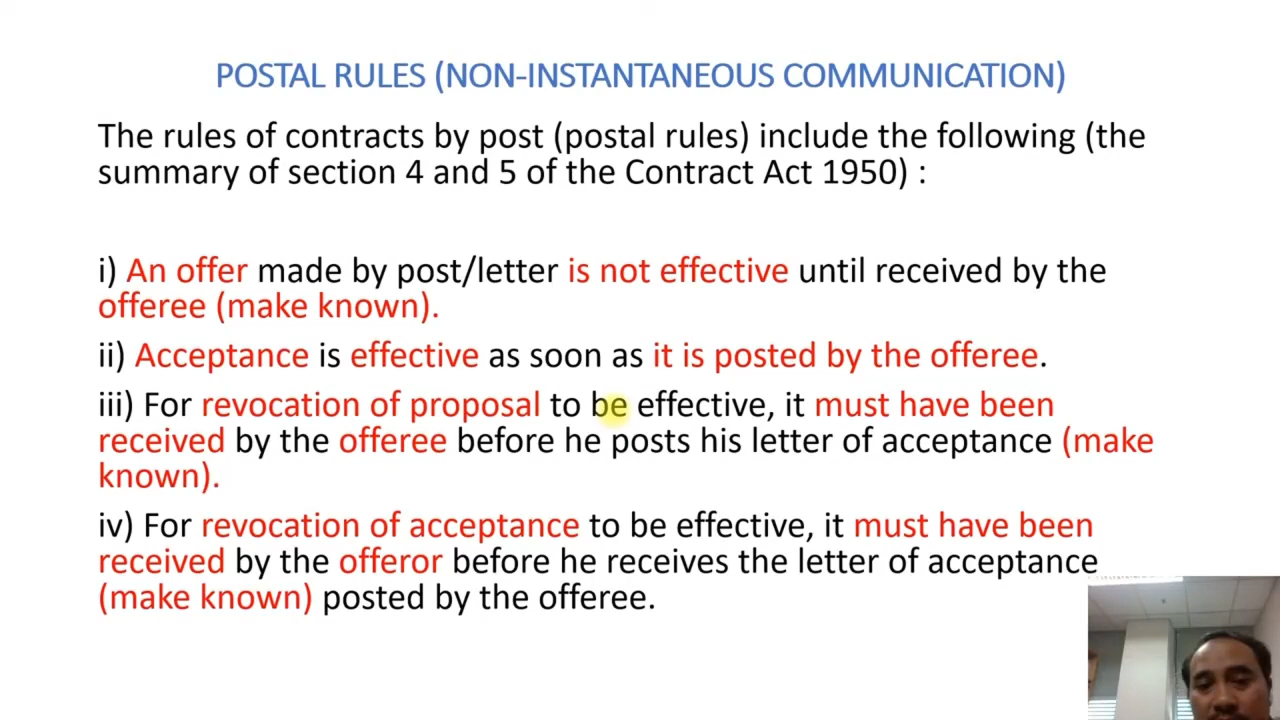 POSTAL RULES (NON-INSTANTANEOUS COMMUNICATION)
The rules of contracts by post (postal rules) include the following (the
summary of section 4 and 5 of the Contract Act 1950) :
i) An offer made by post/letter is not effective until received by the
offeree (make known).
ii) Acceptance is effective as soon as it is posted by the offeree.
iii) For revocation of proposal to be effective, it must have been
received by the offeree before he posts his letter of acceptance (make
known).
iv) For revocation of acceptance to be effective, it must have been
received by the offeror before he receives the letter of acceptance
(make known) posted by the offeree.